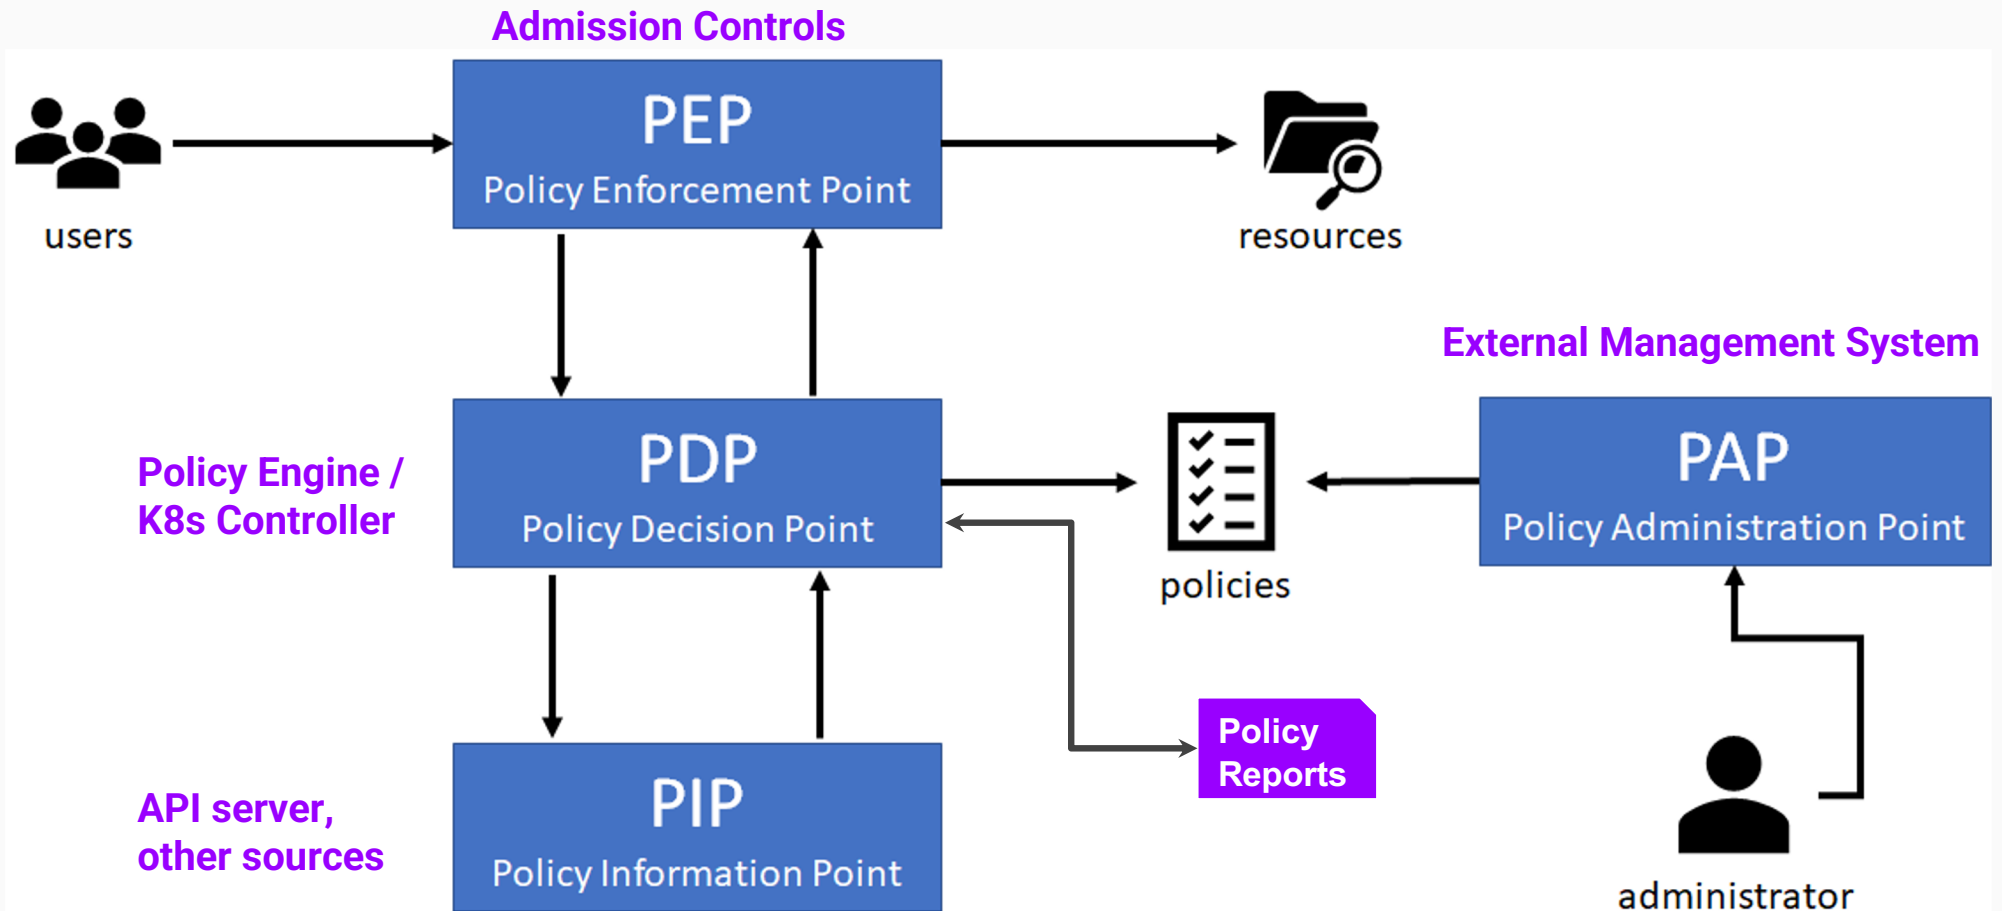 Admission Controls
PEP
Policy Enforcement Point
users
resources
External Management System
Policy Engine /
K8s Controller
PDP
Policy Decision Point
policies
PAP
Policy Administration Point
Policy
Reports
API server,
other sources
PIP
Policy Information Point
administrator